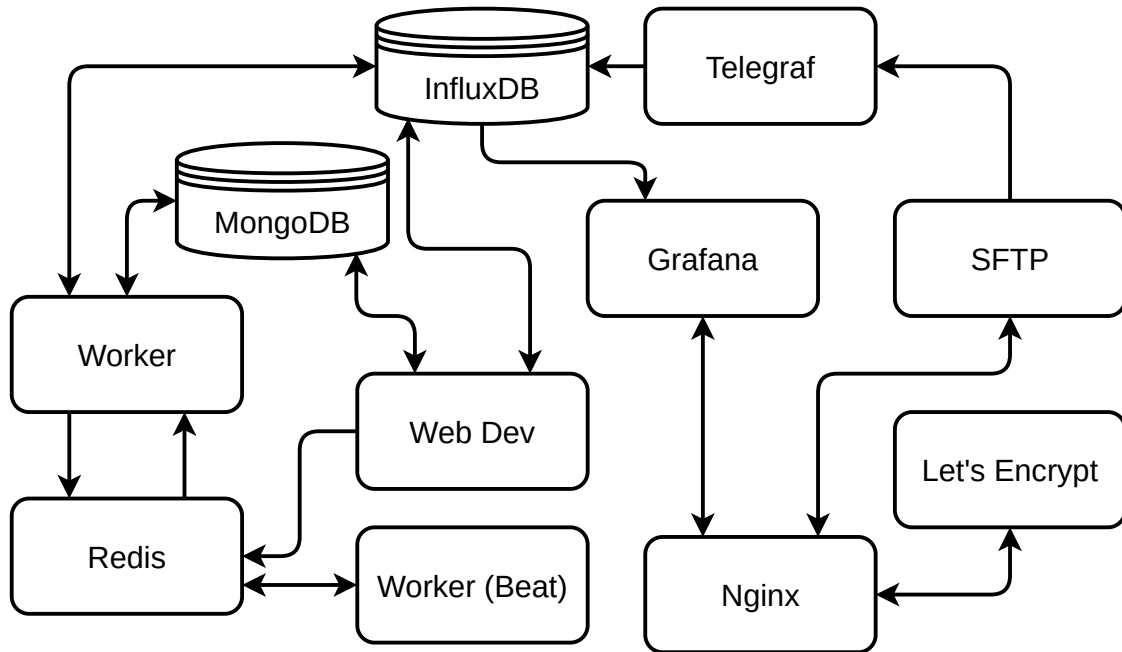 InfluxDB
Telegraf
MongoDB
Grafana
SFTP
Worker
Web Dev
Let's Encrypt
Redis
Worker (Beat)
Nginx